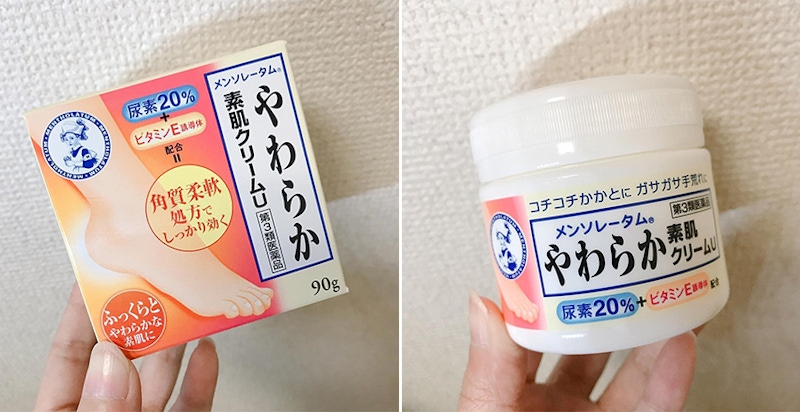 MENTHOLATUM
尿素20%
+
ビタミンE誘導体
配合
=
角質柔軟
処方で
しっかり効く
メンソレータム®
やわらか
素肌クリームU
第3類医薬品
90g
ふっくらと
やわらかな
素肌に
コチコチかかとに ガサガサ手荒れに
メンソレータム®
第3類医薬品
やわらか
素肌
クリームU
尿素20%+ビタミンE誘導体 配合